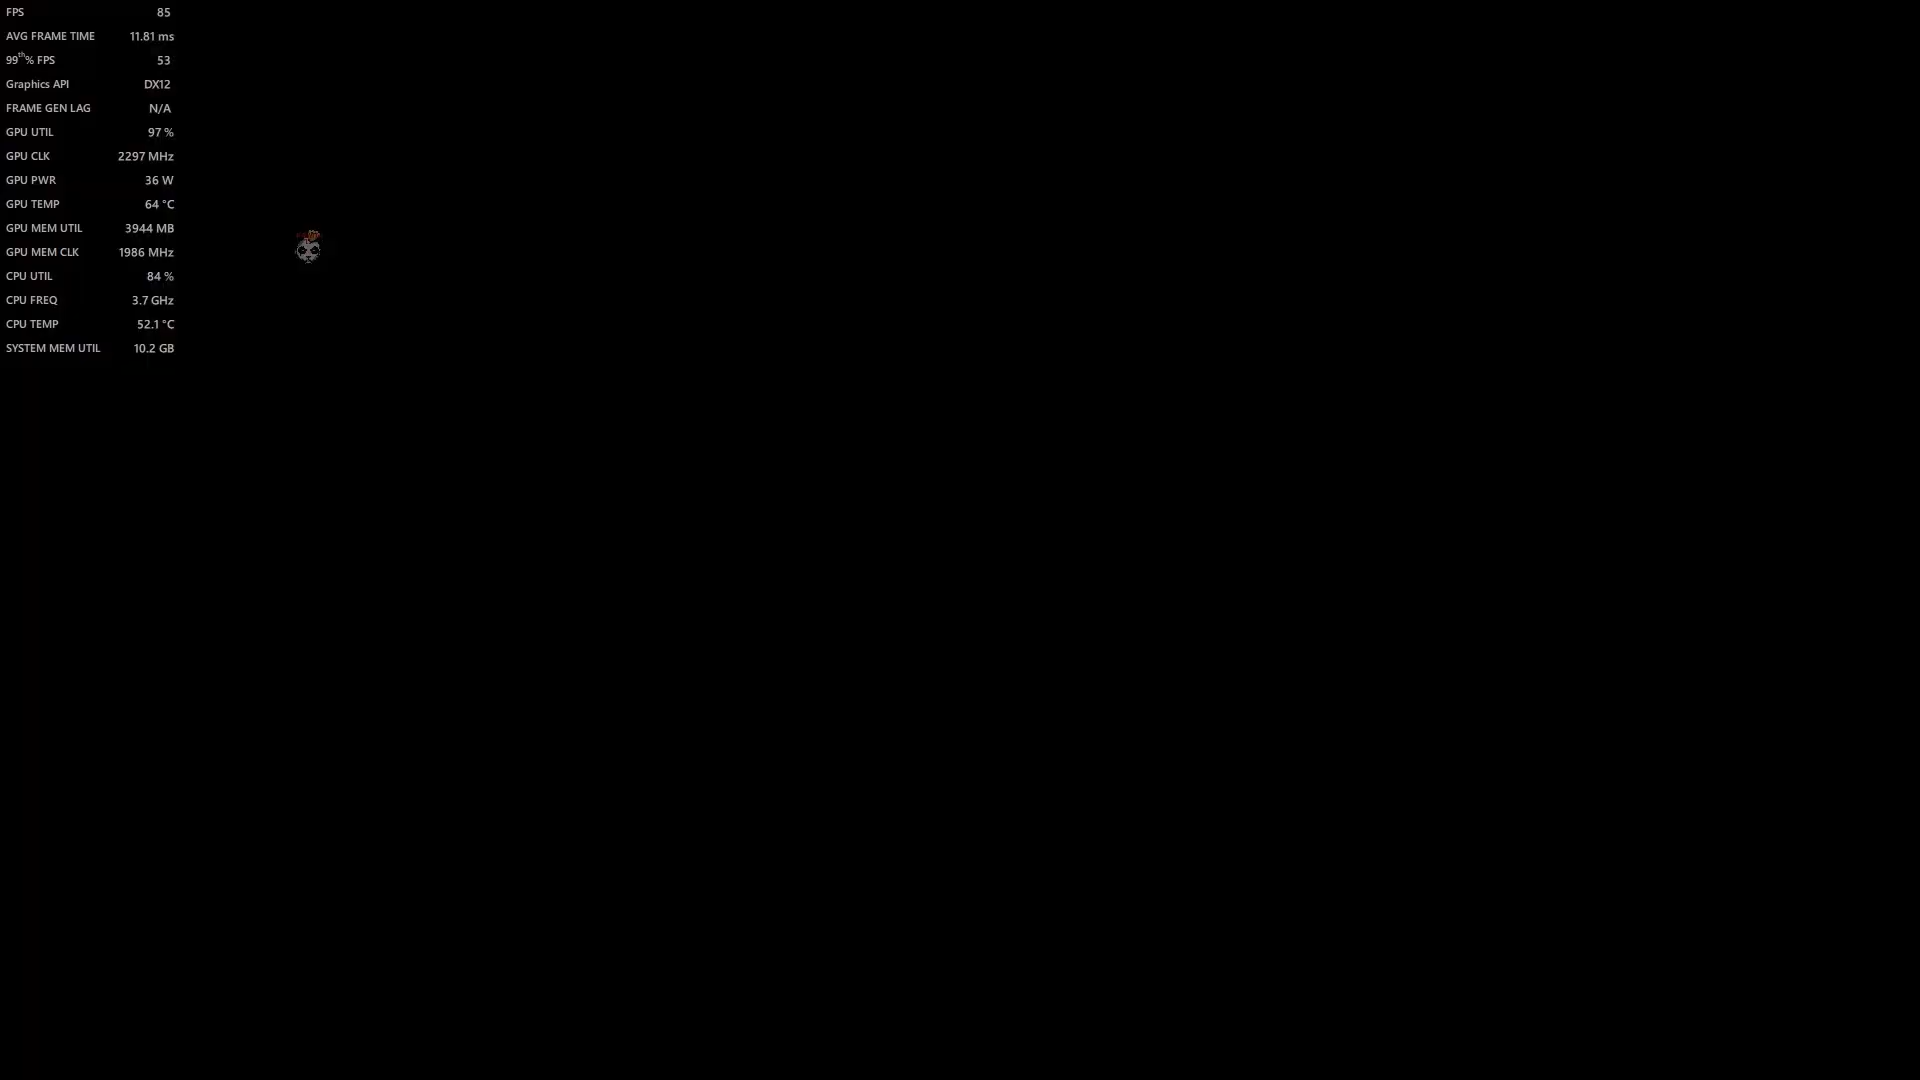 FPS 85
AVG FRAME TIME 11.81 ms
99th% FPS 53
Graphics API DX12
FRAME GEN LAG N/A
GPU UTIL 97 %
GPU CLK 2297 MHz
GPU PWR 36 W
GPU TEMP 64 °C
GPU MEM UTIL 3944 MB
GPU MEM CLK 1986 MHz
CPU UTIL 84 %
CPU FREQ 3.7 GHz
CPU TEMP 52.1 °C
SYSTEM MEM UTIL 10.2 GB